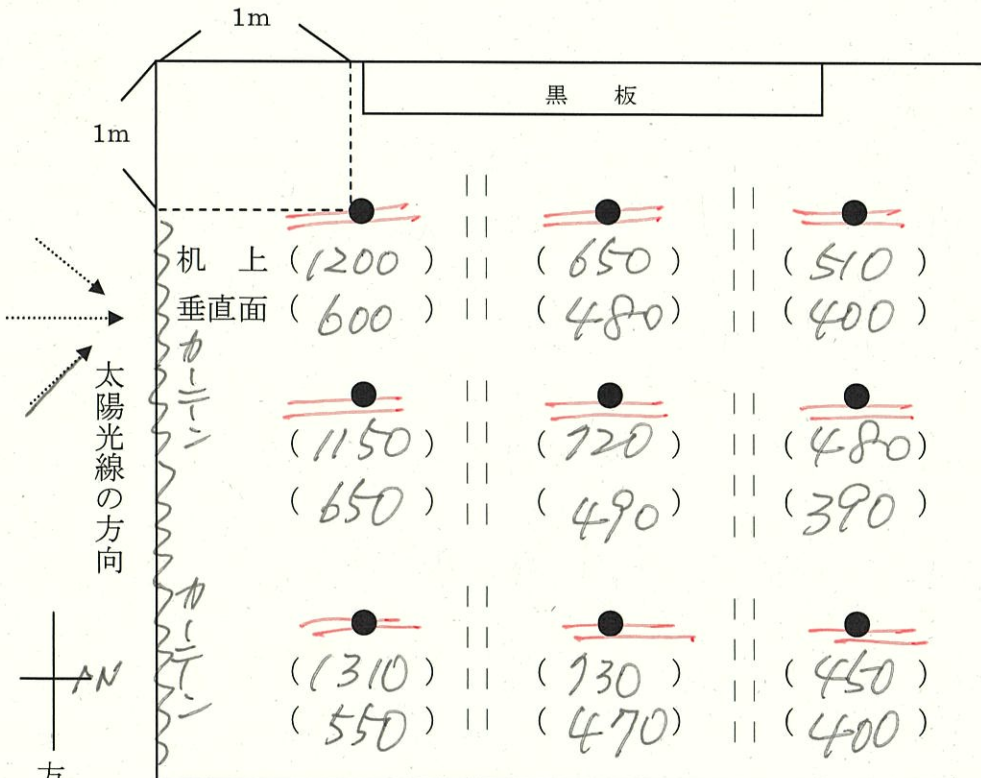 1m
黒 板
1m
机 上 (1200) (650) (510)
垂直面 (600) (480) (400)
カーテン
太陽光線の方向
(1150) (720) (480)
(650) (490) (390)
カーテン
(1310) (730) (450)
(550) (470) (400)
N
方